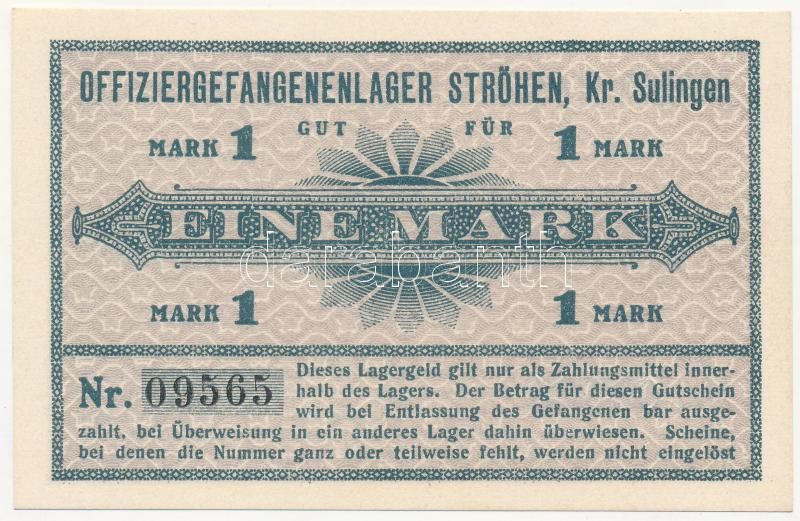 OFFIZIERGEFANGENENLAGER STRÖHEN, Kr. Sulingen
GUT FÜR
MARK 1 1 MARK
EINE MARK
darabanth
MARK 1 1 MARK
Nr. 09565
Dieses Lagergeld gilt nur als Zahlungsmittel inner-
halb des Lagers. Der Betrag für diesen Gutschein
wird bei Entlassung des Gefangenen bar ausge-
zahlt, bei Überweisung in ein anderes Lager dahin überwiesen. Scheine,
bei denen die Nummer ganz oder teilweise fehlt, werden nicht eingelöst